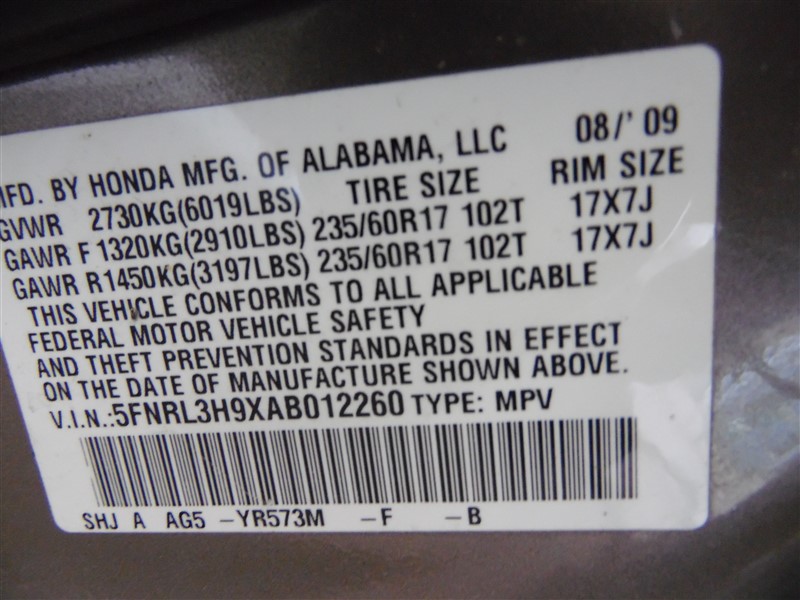 MFD. BY HONDA MFG. OF ALABAMA, LLC 08/' 09
GVWR 2730KG(6019LBS) TIRE SIZE RIM SIZE
GAWR F 1320KG(2910LBS) 235/60R17 102T 17X7J
GAWR R1450KG(3197LBS) 235/60R17 102T 17X7J
THIS VEHICLE CONFORMS TO ALL APPLICABLE
FEDERAL MOTOR VEHICLE SAFETY
AND THEFT PREVENTION STANDARDS IN EFFECT
ON THE DATE OF MANUFACTURE SHOWN ABOVE.
V.I.N.:5FNRL3H9XAB012260 TYPE: MPV
SHJ A AG5 -YR573M -F -B